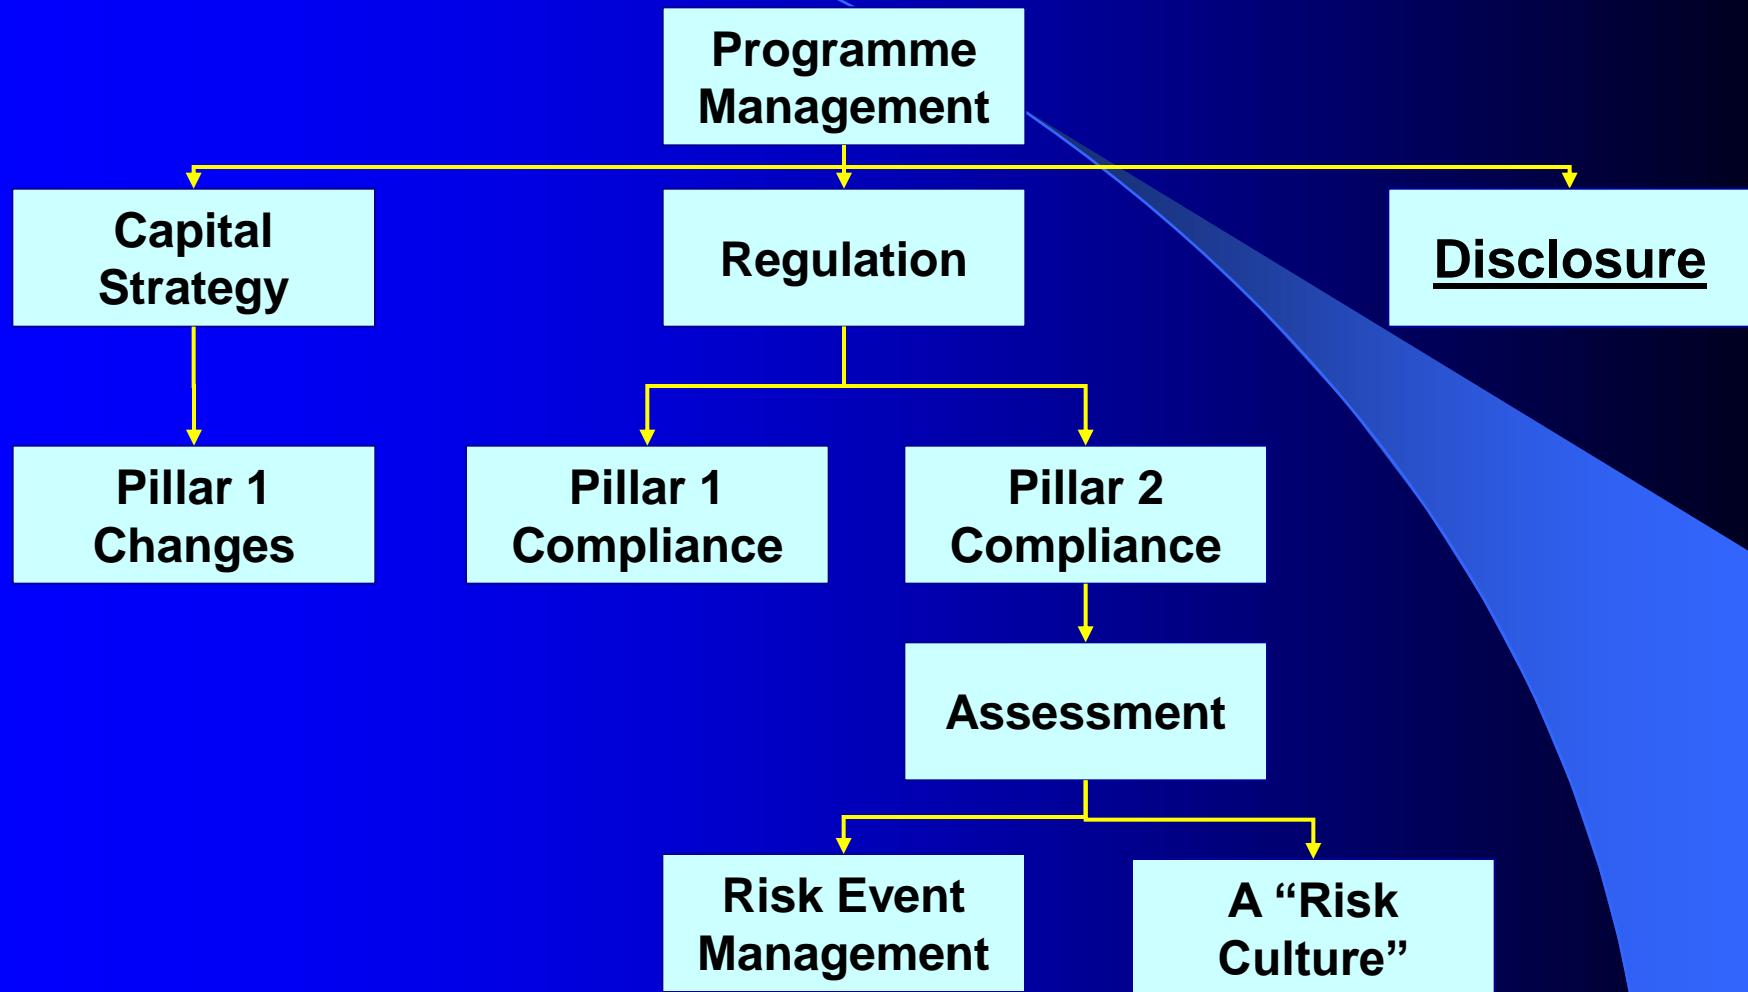 Programme
Management
Capital
Strategy
Regulation
Disclosure
Pillar 1
Changes
Pillar 1
Compliance
Pillar 2
Compliance
Assessment
Risk Event
Management
A “Risk
Culture”